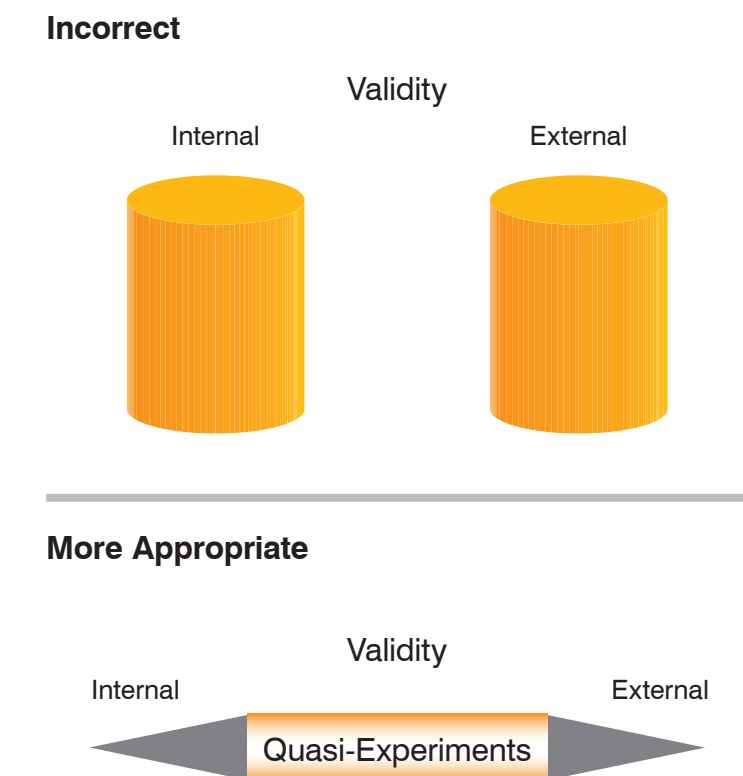 Incorrect
Validity
Internal External
More Appropriate
Validity
Internal External
Quasi-Experiments